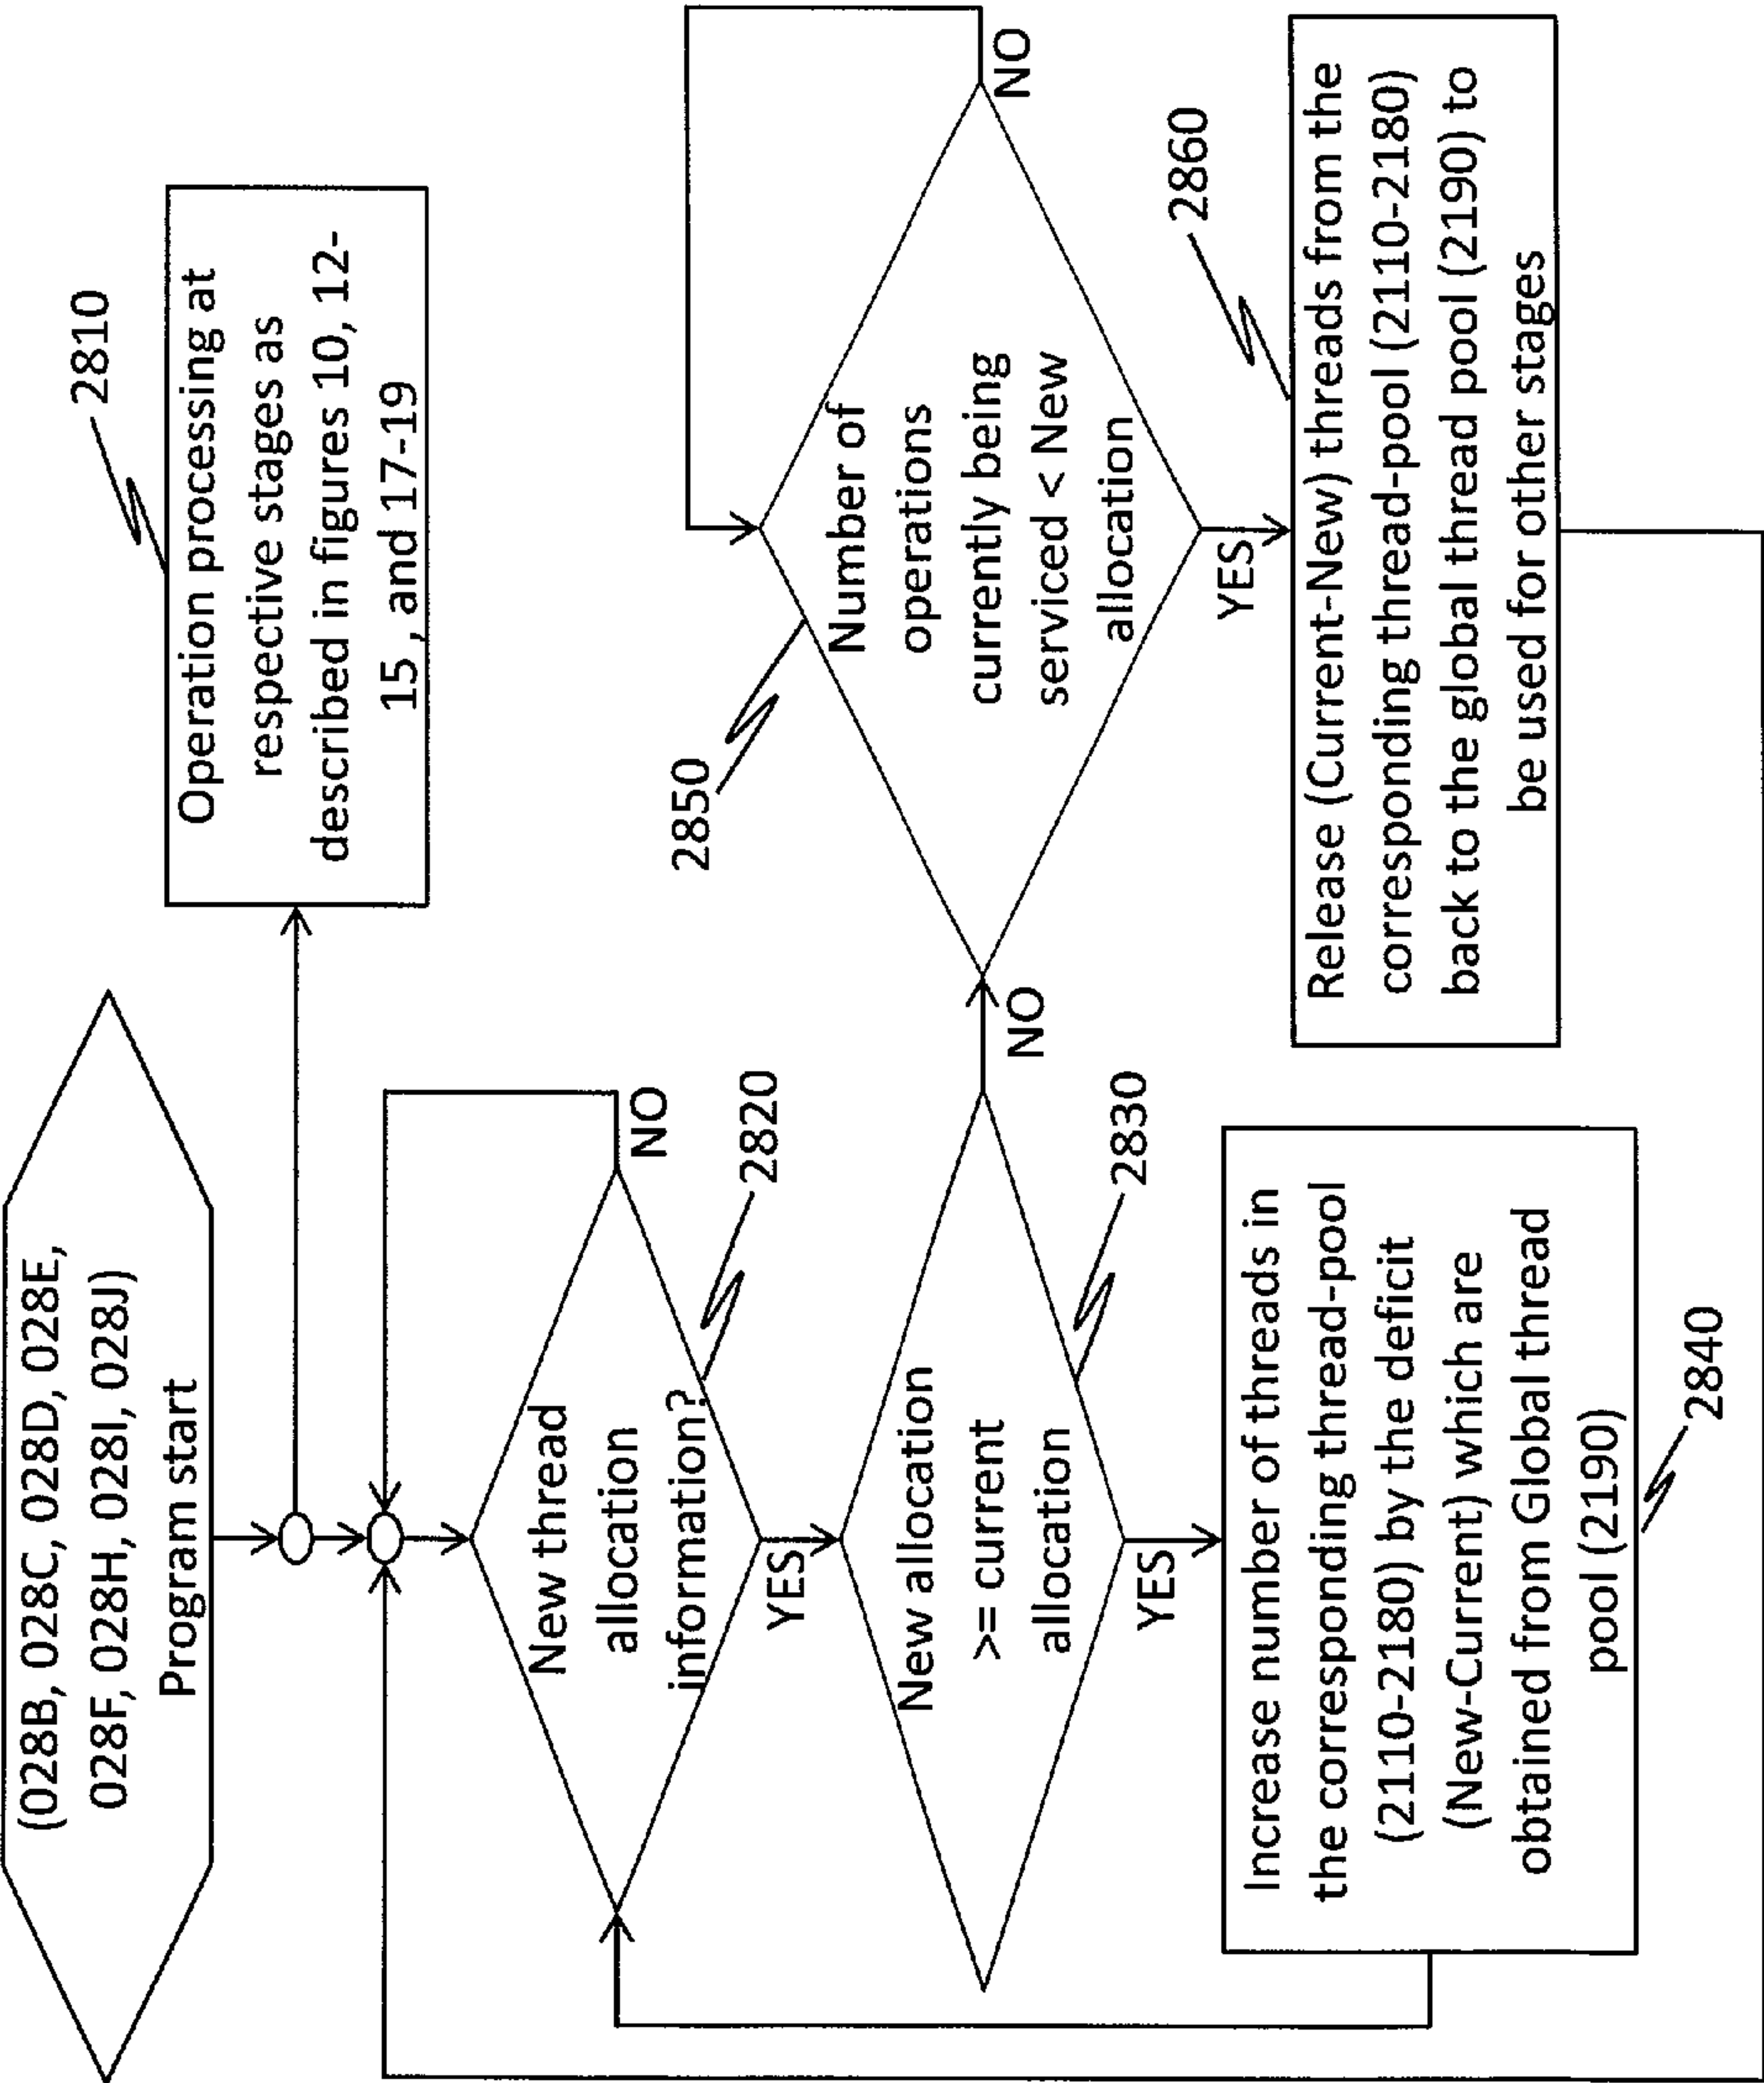 (028B, 028C, 028D, 028E,
028F, 028H, 028I, 028J)
Program start
2810
Operation processing at
respective stages as
described in figures 10, 12-
15, and 17-19
New thread
allocation
information?
NO
2820
YES
New allocation
>= current
allocation
NO
2830
YES
Increase number of threads in
the corresponding thread-pool
(2110-2180) by the deficit
(New-Current) which are
obtained from Global thread
pool (2190)
2840
2850
Number of
operations
currently being
serviced < New
allocation
NO
YES
2860
Release (Current-New) threads from the
corresponding thread-pool (2110-2180)
back to the global thread pool (2190) to
be used for other stages